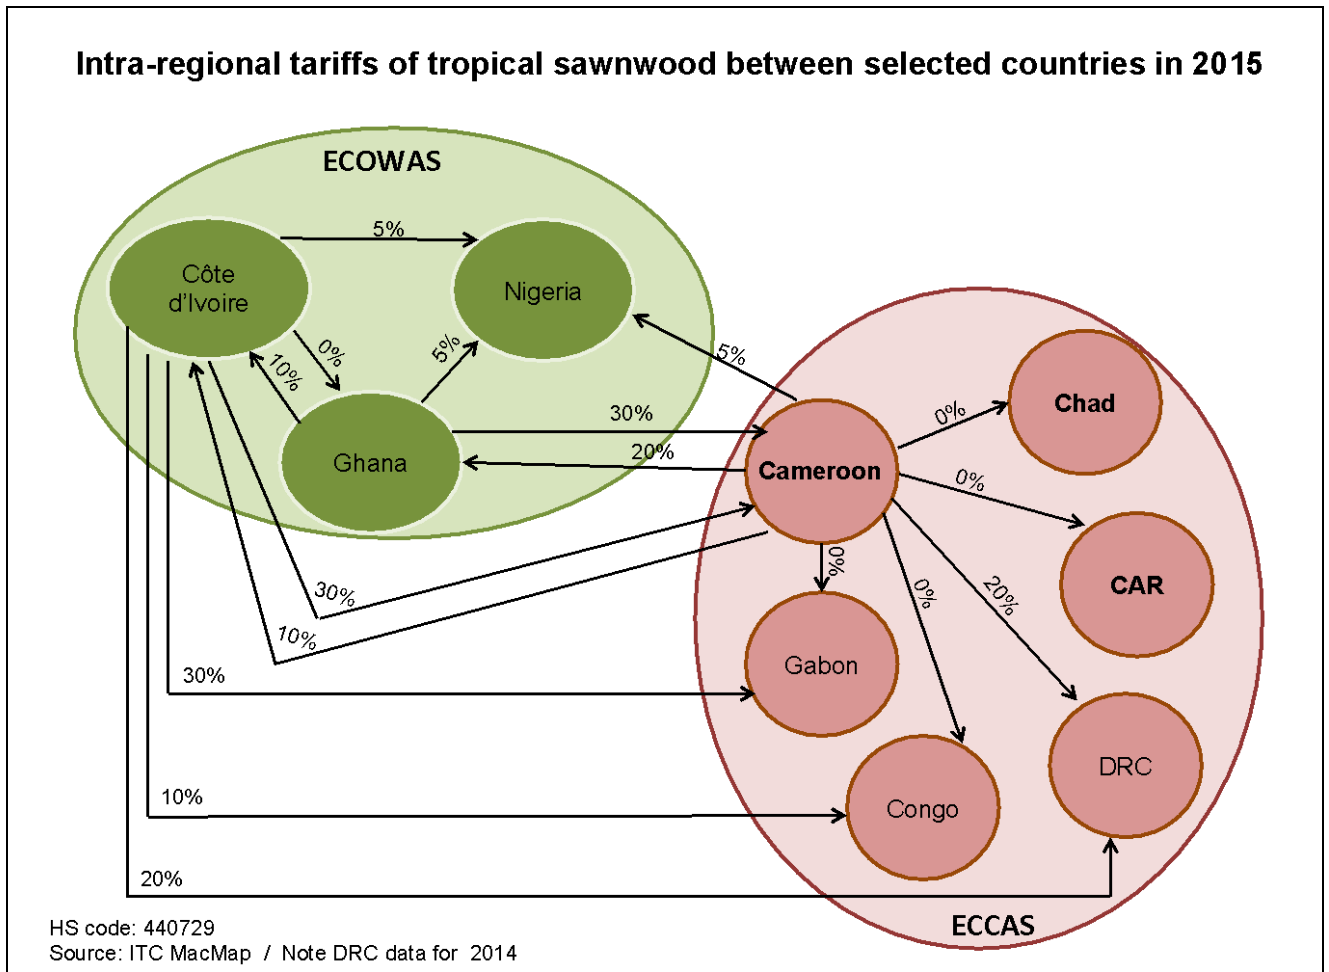 Intra-regional tariffs of tropical sawnwood between selected countries in 2015
ECOWAS
5%
Côte
d'Ivoire
Nigeria
0%
10%
5%
5%
Ghana
30%
20%
Cameroon
0%
Chad
0%
CAR
0%
0%
20%
30%
10%
30%
Gabon
DRC
10%
Congo
20%
ECCAS
HS code: 440729
Source: ITC MacMap / Note DRC data for 2014